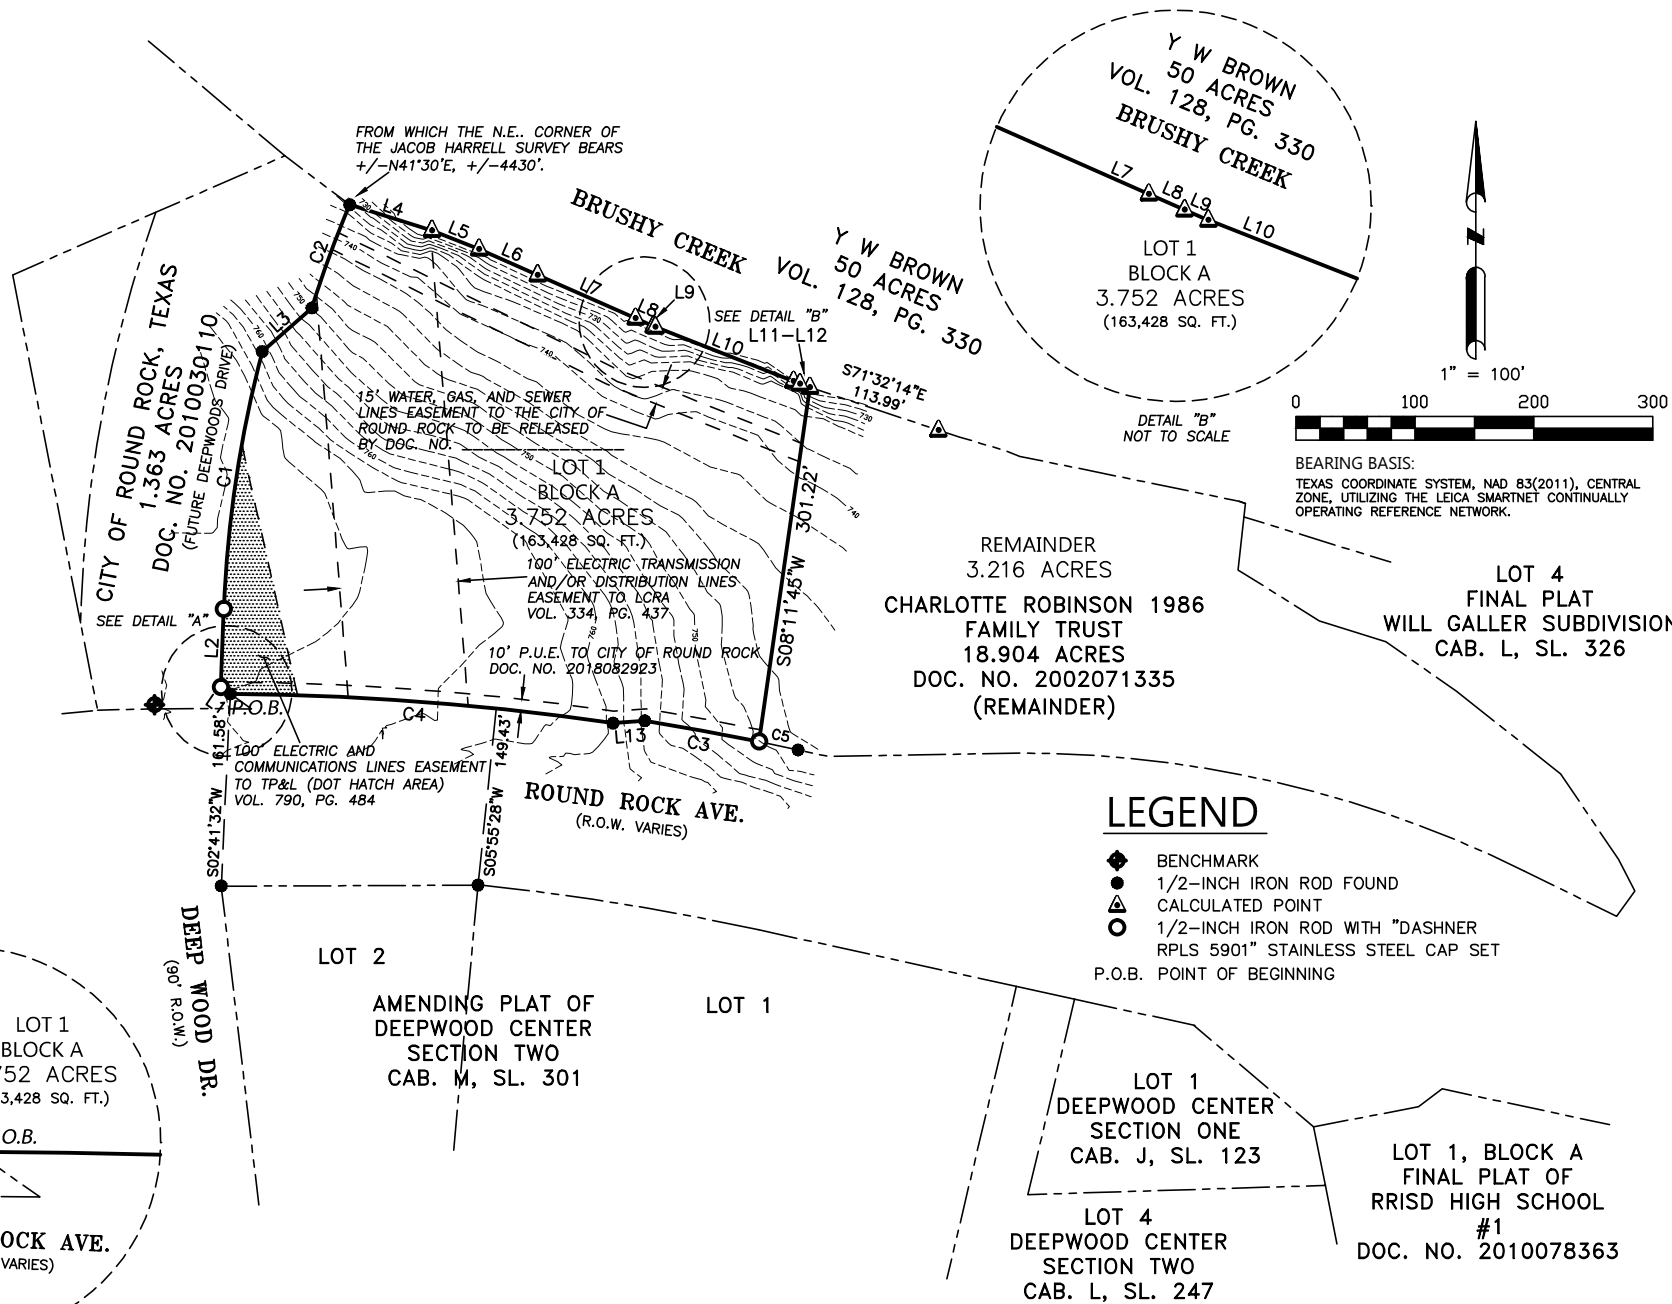 FROM WHICH THE N.E.. CORNER OF
THE JACOB HARRELL SURVEY BEARS
+/-N41°30'E, +/-4430'.
BRUSHY CREEK
Y W BROWN
50 ACRES
VOL. 128, PG. 330
Y W BROWN
50 ACRES
VOL. 128, PG. 330
BRUSHY CREEK
L7
L8
L9
L10
LOT 1
BLOCK A
3.752 ACRES
(163,428 SQ. FT.)
DETAIL "B"
NOT TO SCALE
1" = 100'
0 100 200 300
BEARING BASIS:
TEXAS COORDINATE SYSTEM, NAD 83(2011), CENTRAL
ZONE, UTILIZING THE LEICA SMARTNET CONTINUALLY
OPERATING REFERENCE NETWORK.
L4
L5
L6
L7
L8
L9
L10
SEE DETAIL "B"
L11-L12
S71°32'14"E
113.99'
C2
L3
C1
L2
730
740
750
760
730
740
730
740
750
760
760
750
CITY OF ROUND ROCK, TEXAS
1.363 ACRES
DOC. NO. 2010030110
(FUTURE DEEPWOODS DRIVE)
15' WATER, GAS, AND SEWER
LINES EASEMENT TO THE CITY OF
ROUND ROCK TO BE RELEASED
BY DOC. NO.
LOT 1
BLOCK A
3.752 ACRES
(163,428 SQ. FT.)
100' ELECTRIC TRANSMISSION
AND/OR DISTRIBUTION LINES
EASEMENT TO LCRA
VOL. 334, PG. 437
S08°11'45"W 301.22'
10' P.U.E. TO CITY OF ROUND ROCK
DOC. NO. 2018082923
SEE DETAIL "A"
P.O.B.
C4
L13
C3
C5
100' ELECTRIC AND
COMMUNICATIONS LINES EASEMENT
TO TP&L (DOT HATCH AREA)
VOL. 790, PG. 484
S02°41'32"W 161.58'
S05°55'28"W 149.43'
ROUND ROCK AVE.
(R.O.W. VARIES)
REMAINDER
3.216 ACRES
CHARLOTTE ROBINSON 1986
FAMILY TRUST
18.904 ACRES
DOC. NO. 2002071335
(REMAINDER)
LOT 4
FINAL PLAT
WILL GALLER SUBDIVISION
CAB. L, SL. 326
LEGEND
BENCHMARK
1/2-INCH IRON ROD FOUND
CALCULATED POINT
1/2-INCH IRON ROD WITH "DASHNER
RPLS 5901" STAINLESS STEEL CAP SET
P.O.B. POINT OF BEGINNING
DEEP WOOD DR.
(90' R.O.W.)
LOT 2
AMENDING PLAT OF
DEEPWOOD CENTER
SECTION TWO
CAB. M, SL. 301
LOT 1
LOT 1
DEEPWOOD CENTER
SECTION ONE
CAB. J, SL. 123
LOT 4
DEEPWOOD CENTER
SECTION TWO
CAB. L, SL. 247
LOT 1, BLOCK A
FINAL PLAT OF
RRISD HIGH SCHOOL
#1
DOC. NO. 2010078363
LOT 1
BLOCK A
752 ACRES
3,428 SQ. FT.)
O.B.
OCK AVE.
VARIES)